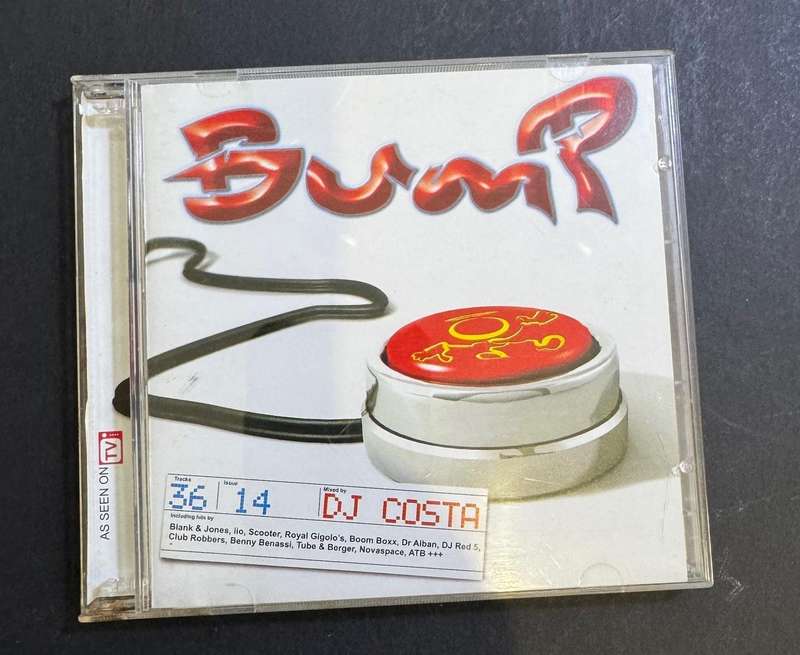 Bump
AS SEEN ON TV
Tracks
36
Issue
14
Mixed by
DJ COSTA
Including hits by
Blank & Jones, iio, Scooter, Royal Gigolo's, Boom Boxx, Dr Alban, DJ Red 5,
Club Robbers, Benny Benassi, Tube & Berger, Novaspace, ATB +++